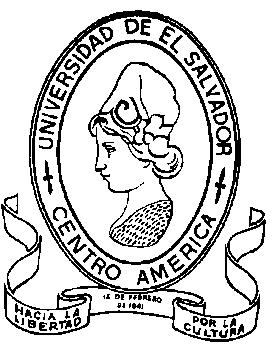 UNIVERSIDAD DE EL SALVADOR
CENTRO AMERICA
HACIA LA
LIBERTAD
16 DE FEBRERO
DE 1841
POR LA
CULTURA